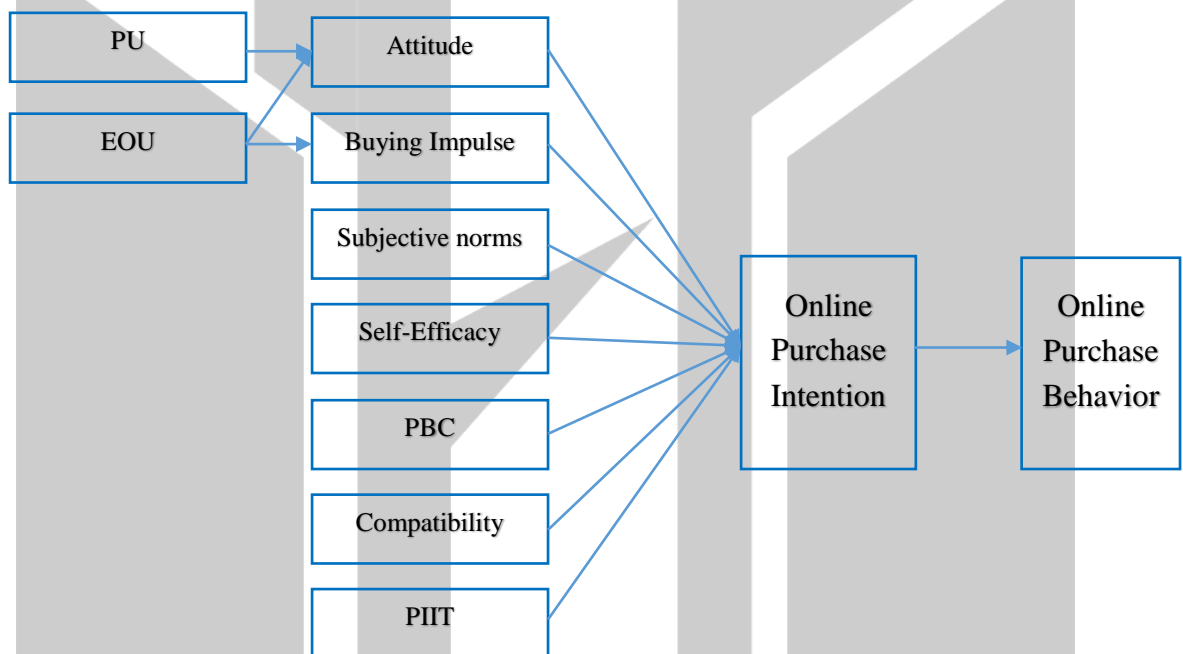 PU
EOU
Attitude
Buying Impulse
Subjective norms
Self-Efficacy
PBC
Compatibility
PIIT
Online
Purchase
Intention
Online
Purchase
Behavior